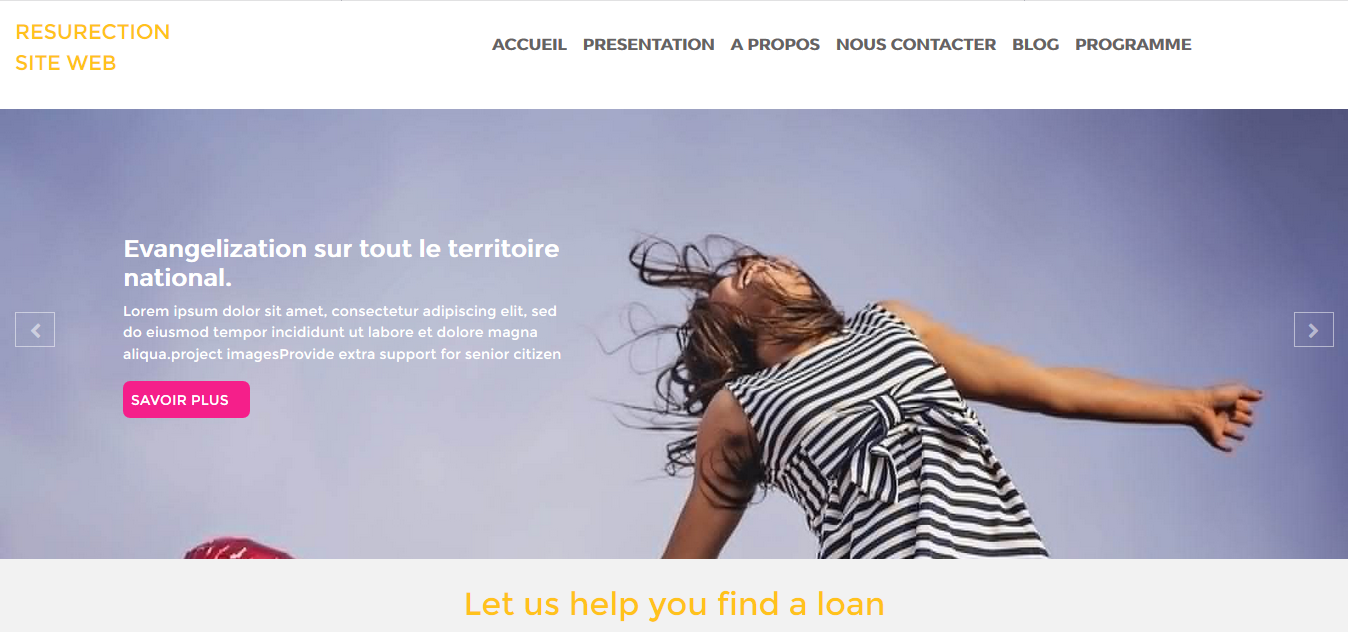 RESURECTION
SITE WEB
ACCUEIL PRESENTATION A PROPOS NOUS CONTACTER BLOG PROGRAMME
Evangelization sur tout le territoire
national.
Lorem ipsum dolor sit amet, consectetur adipiscing elit, sed
do eiusmod tempor incididunt ut labore et dolore magna
aliqua.project imagesProvide extra support for senior citizen
SAVOIR PLUS
Let us help you find a loan